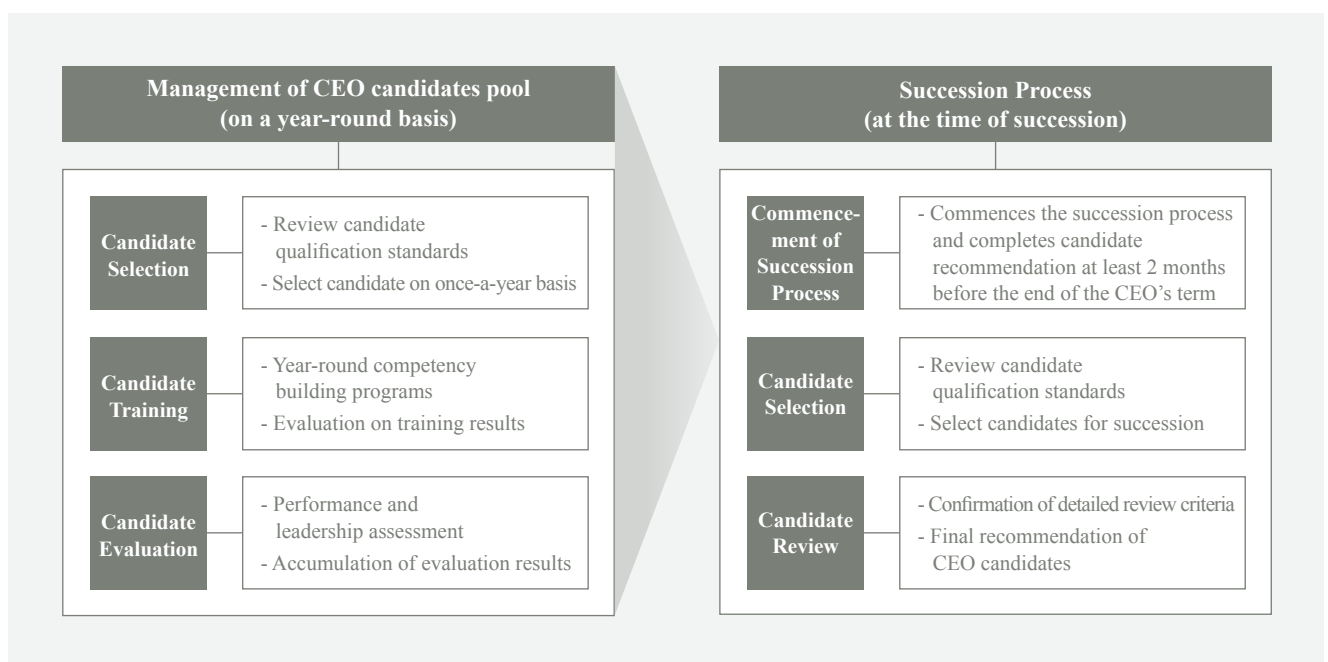 Management of CEO candidates pool
(on a year-round basis)
Candidate
Selection
- Review candidate
qualification standards
- Select candidate on once-a-year basis
Candidate
Training
- Year-round competency
building programs
- Evaluation on training results
Candidate
Evaluation
- Performance and
leadership assessment
- Accumulation of evaluation results
Succession Process
(at the time of succession)
Commence-
ment of
Succession
Process
- Commences the succession process
and completes candidate
recommendation at least 2 months
before the end of the CEO’s term
Candidate
Selection
- Review candidate
qualification standards
- Select candidates for succession
Candidate
Review
- Confirmation of detailed review criteria
- Final recommendation of
CEO candidates